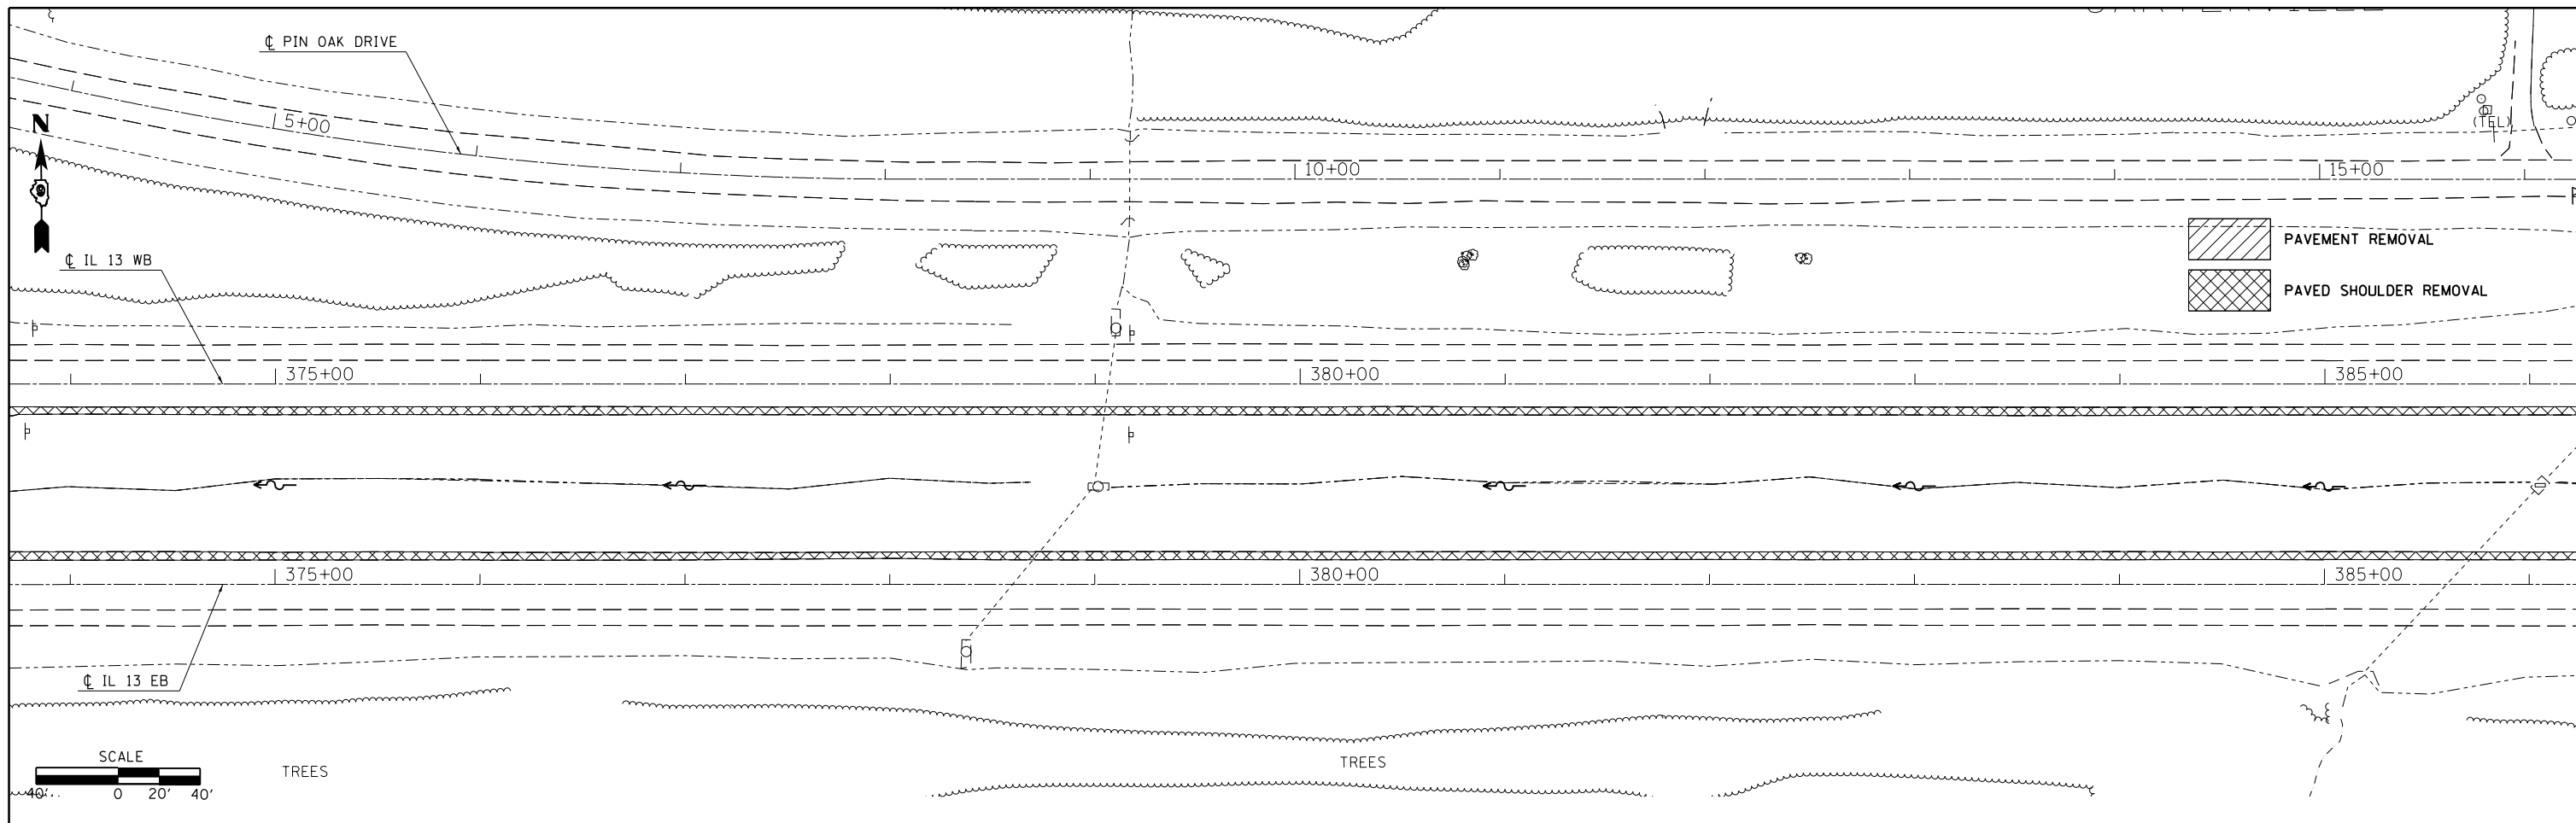 ℄ PIN OAK DRIVE
5+00
N
(TEL)
10+00
15+00
PAVEMENT REMOVAL
℄ IL 13 WB
PAVED SHOULDER REMOVAL
375+00
380+00
385+00
375+00
380+00
385+00
℄ IL 13 EB
SCALE
TREES
TREES
40'
0
20'
40'